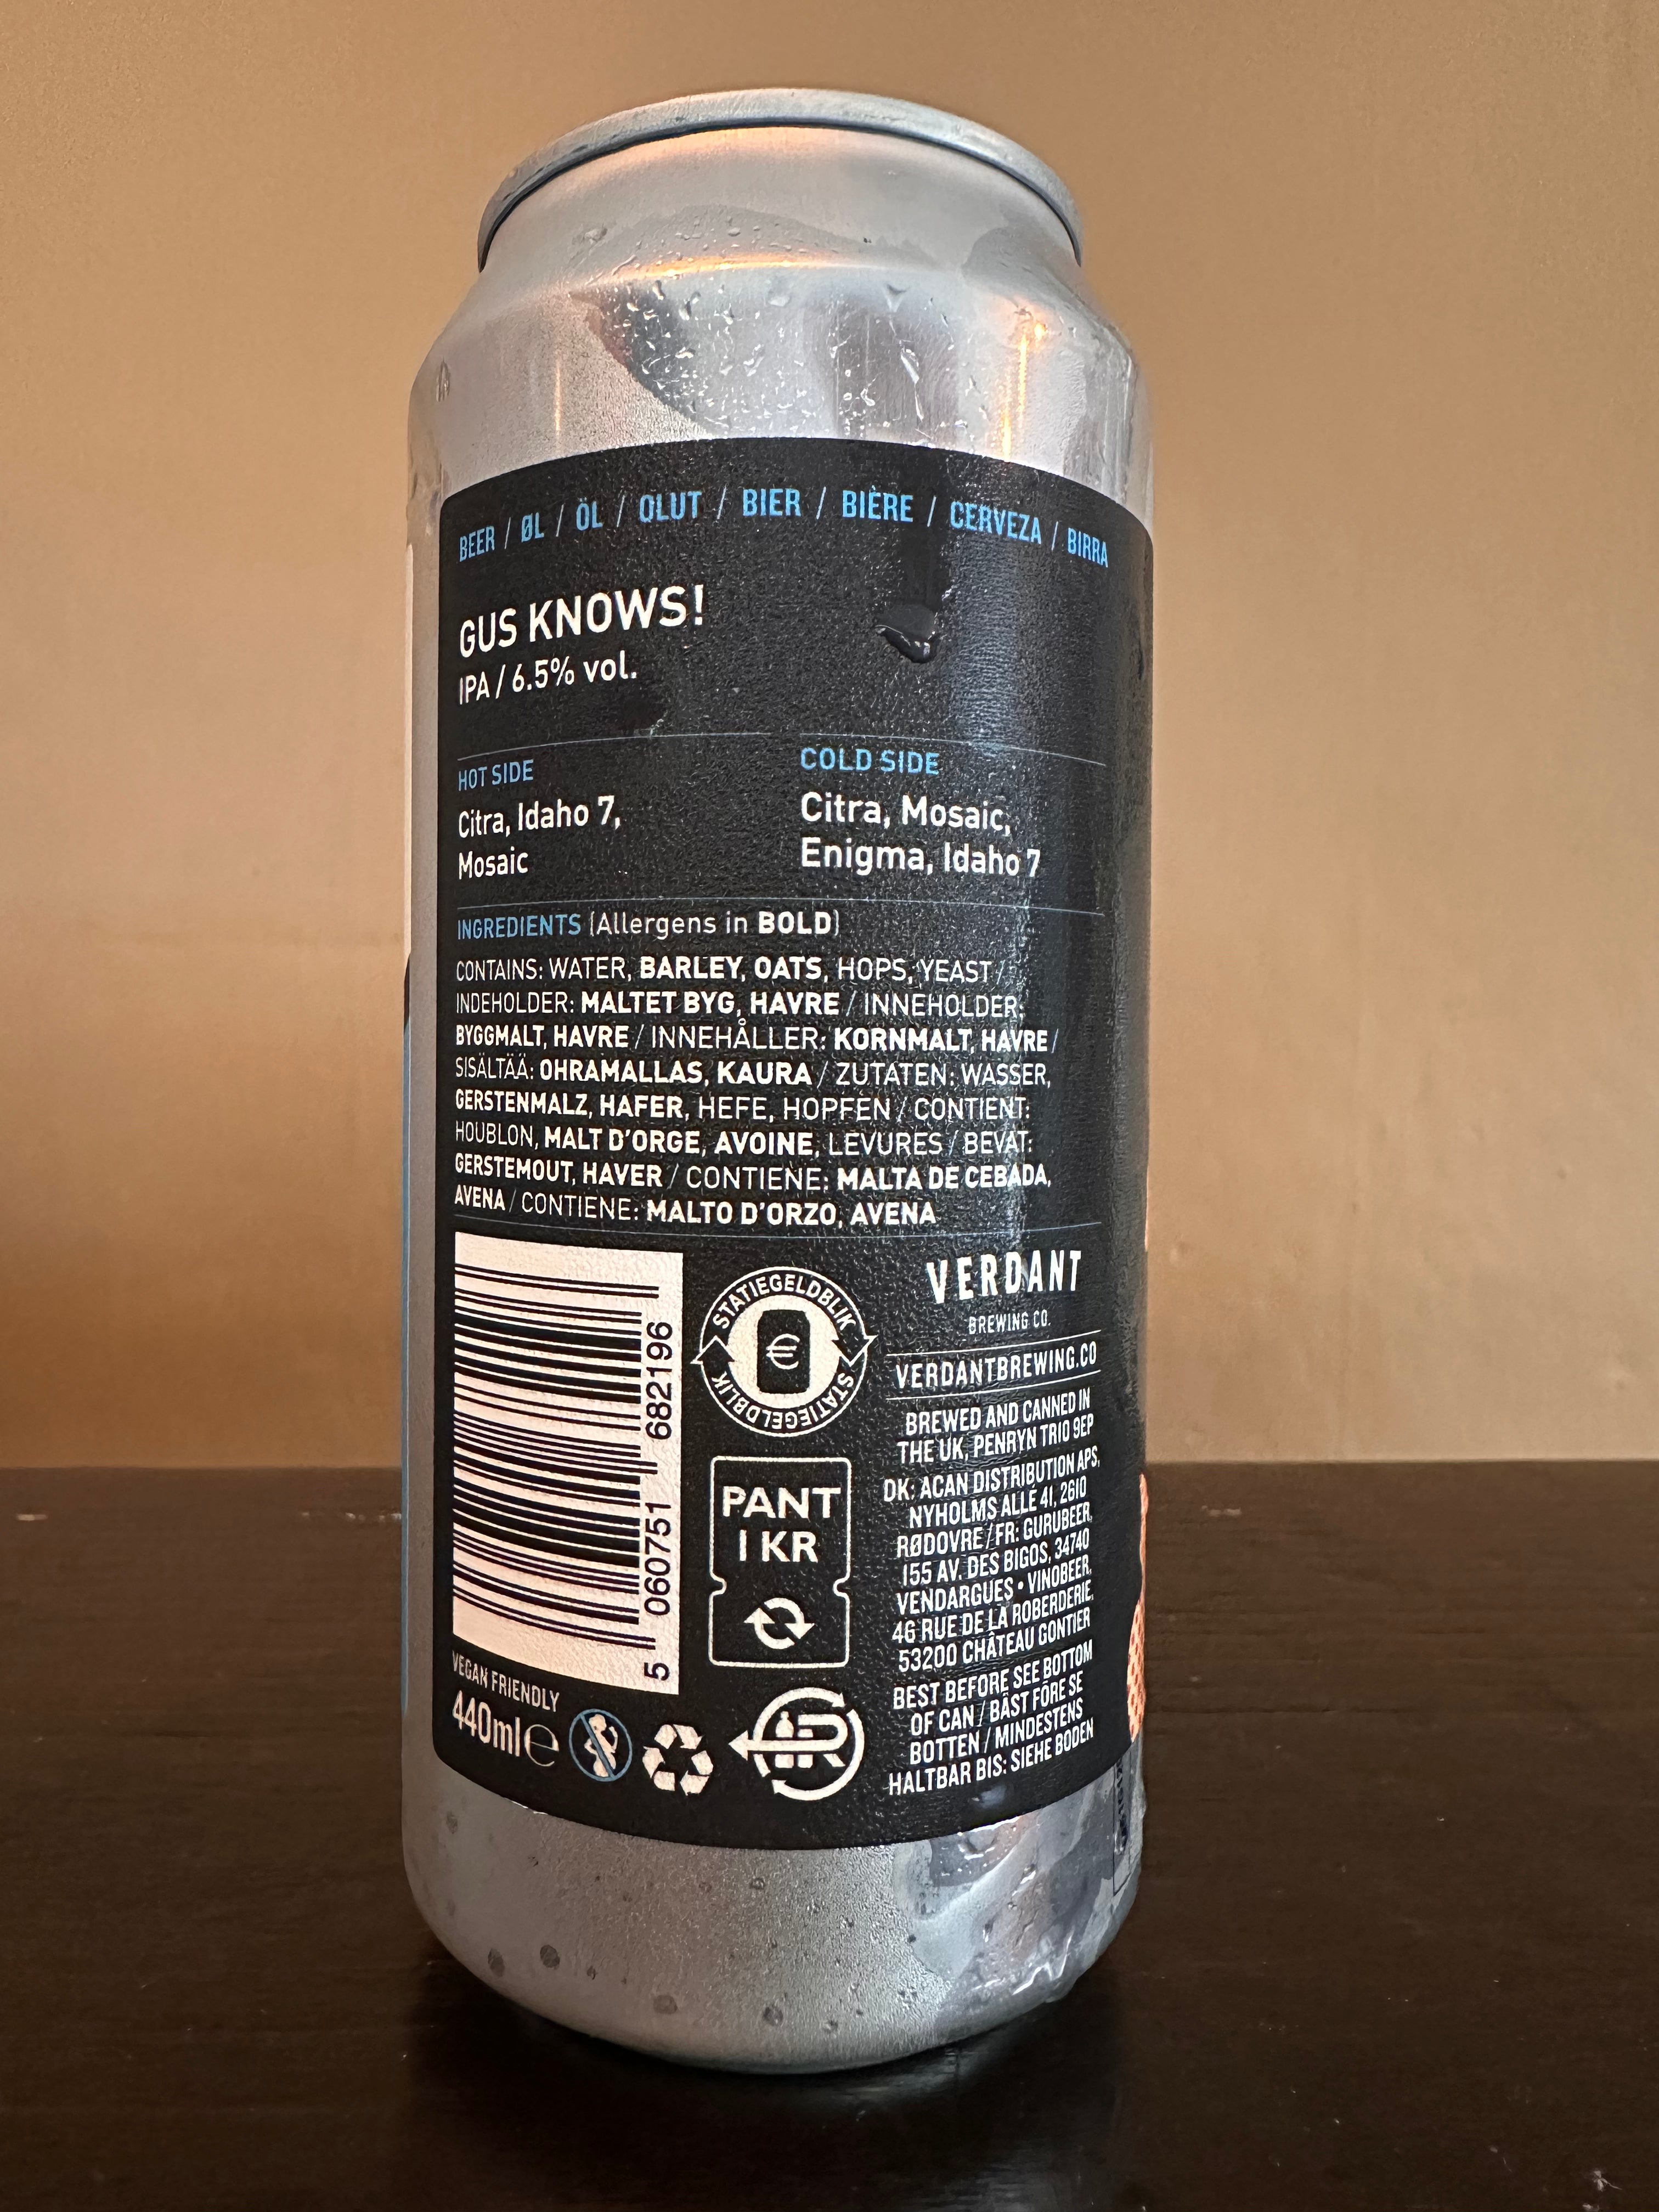 BEER / ØL / ÖL / OLUT / BIER / BIÈRE / CERVEZA / BIRRA
GUS KNOWS!
IPA / 6.5% vol.
HOT SIDE
Citra, Idaho 7,
Mosaic
COLD SIDE
Citra, Mosaic,
Enigma, Idaho 7
INGREDIENTS (Allergens in BOLD)
CONTAINS: WATER, BARLEY, OATS, HOPS, YEAST /
INDEHOLDER: MALTET BYG, HAVRE / INNEHOLDER:
BYGGMALT, HAVRE / INNEHÅLLER: KORNMALT, HAVRE /
SISÄLTÄÄ: OHRAMALLAS, KAURA / ZUTATEN: WASSER,
GERSTENMALZ, HAFER, HEFE, HOPFEN / CONTIENT:
HOUBLON, MALT D'ORGE, AVOINE, LEVURES / BEVAT:
GERSTEMOUT, HAVER / CONTIENE: MALTA DE CEBADA,
AVENA / CONTIENE: MALTO D'ORZO, AVENA
5 060751 682196
VEGAN FRIENDLY
440ml e
STATIEGELDBLIK
€
STATIEGELDBLIK
PANT
1 KR
VERDANT
BREWING CO.
VERDANTBREWING.CO
BREWED AND CANNED IN
THE UK, PENRYN TR10 9EP
DK: ACAN DISTRIBUTION APS,
NYHOLMS ALLÉ 41, 2610
RØDOVRE / FR: GURUBEER,
155 AV. DES BIGOS, 34740
VENDARGUES • VINOBEER,
46 RUE DE LA ROBERDERIE,
53200 CHÂTEAU GONTIER
BEST BEFORE SEE BOTTOM
OF CAN / BÄST FÖRE SE
BOTTEN / MINDESTENS
HALTBAR BIS: SIEHE BODEN